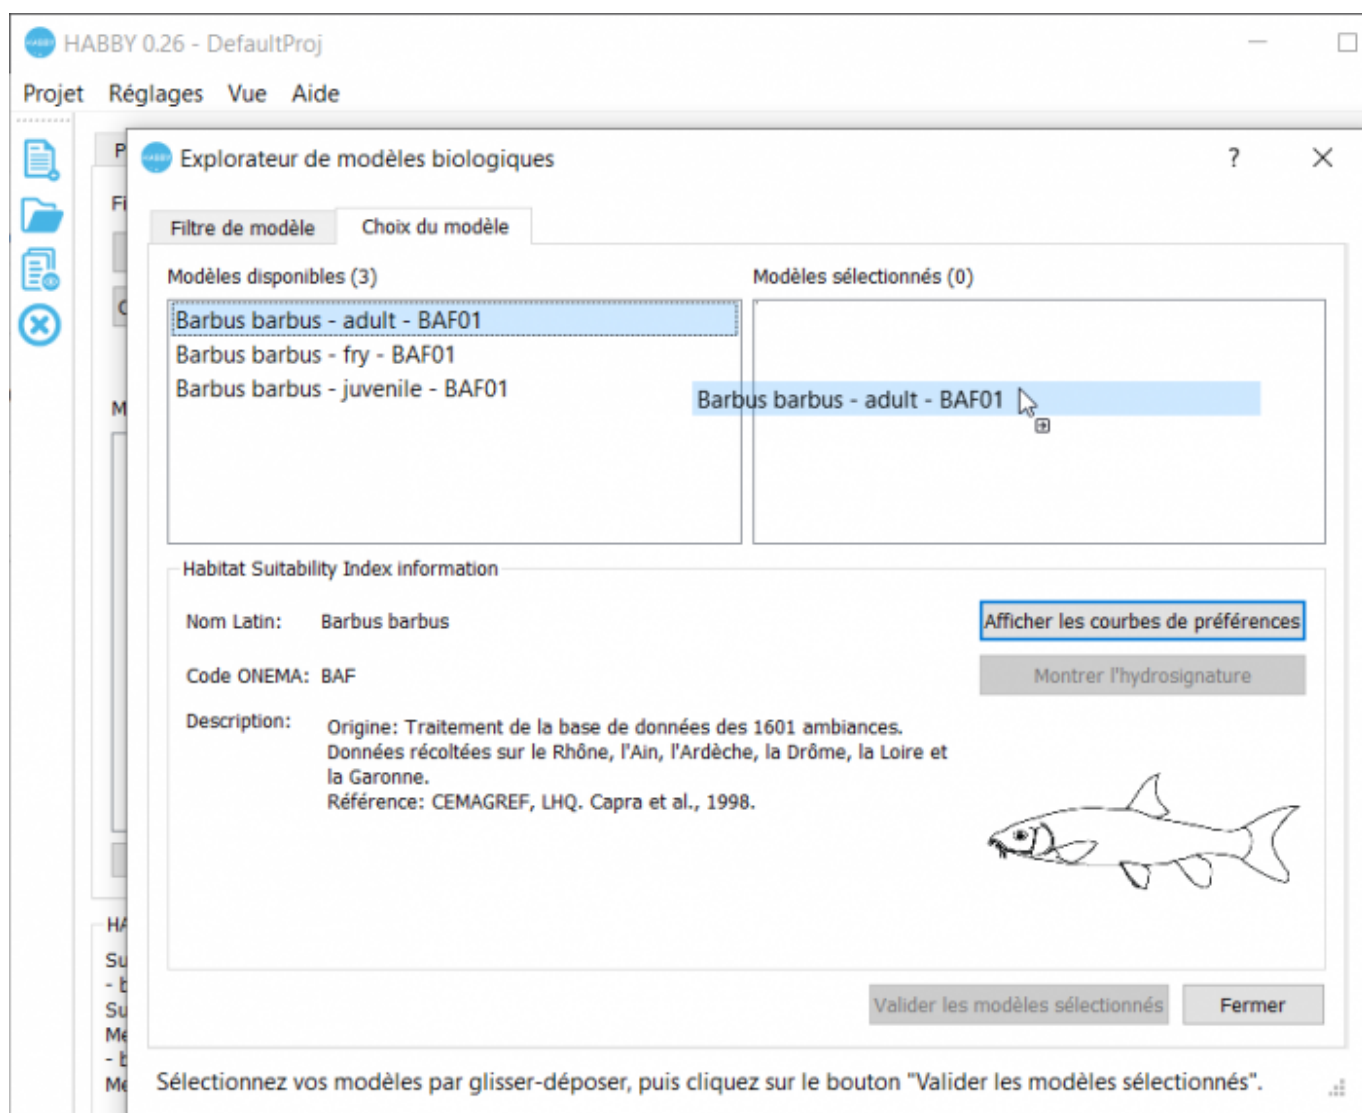 HABBY 0.26 - DefaultProj
Projet Réglages Vue Aide
Explorateur de modèles biologiques
Filtre de modèle Choix du modèle
Modèles disponibles (3) Modèles sélectionnés (0)
Barbus barbus - adult - BAF01
Barbus barbus - fry - BAF01
Barbus barbus - juvenile - BAF01
Barbus barbus - adult - BAF01
Habitat Suitability Index information
Nom Latin: Barbus barbus
Afficher les courbes de préférences
Code ONEMA: BAF
Montrer l'hydrosignature
Description: Origine: Traitement de la base de données des 1601 ambiances.
Données récoltées sur le Rhône, l'Ain, l'Ardèche, la Drôme, la Loire et
la Garonne.
Référence: CEMAGREF, LHQ. Capra et al., 1998.
Valider les modèles sélectionnés Fermer
Sélectionnez vos modèles par glisser-déposer, puis cliquez sur le bouton "Valider les modèles sélectionnés".